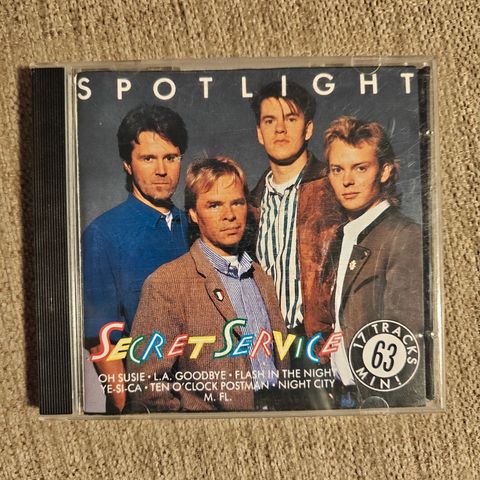 SPOTLIGHT
SECRET SERVICE
OH SUSIE • L.A. GOODBYE • FLASH IN THE NIGHT
YE-SI-CA • TEN O'CLOCK POSTMAN • NIGHT CITY
M. FL.
17 TRACKS
63
MIN!